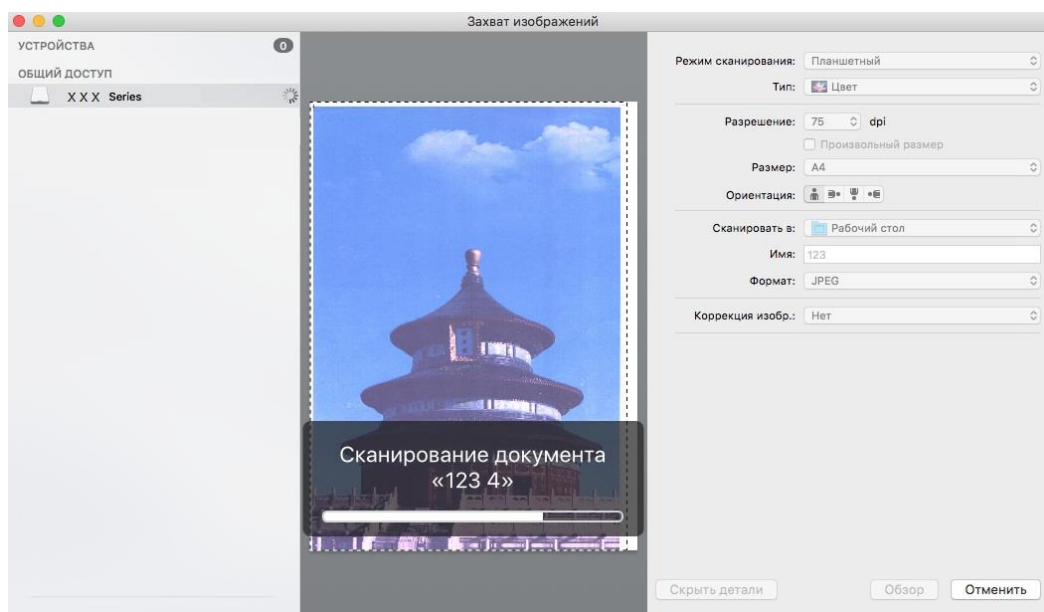 Захват изображений
УСТРОЙСТВА 0
ОБЩИЙ ДОСТУП
X X X Series
Сканирование документа
«123 4»
Режим сканирования: Планшетный
Тип: Цвет
Разрешение: 75 dpi
Произвольный размер
Размер: A4
Ориентация:
Сканировать в: Рабочий стол
Имя: 123
Формат: JPEG
Коррекция изобр.: Нет
Скрыть детали Обзор Отменить